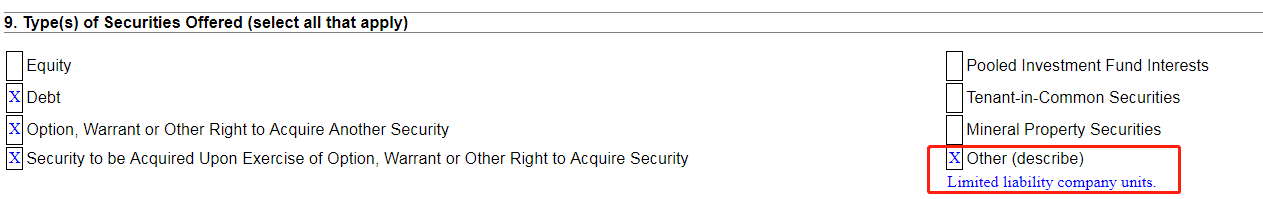 9. Type(s) of Securities Offered (select all that apply)
Equity
X Debt
X Option, Warrant or Other Right to Acquire Another Security
X Security to be Acquired Upon Exercise of Option, Warrant or Other Right to Acquire Security
Pooled Investment Fund Interests
Tenant-in-Common Securities
Mineral Property Securities
X Other (describe)
Limited liability company units.